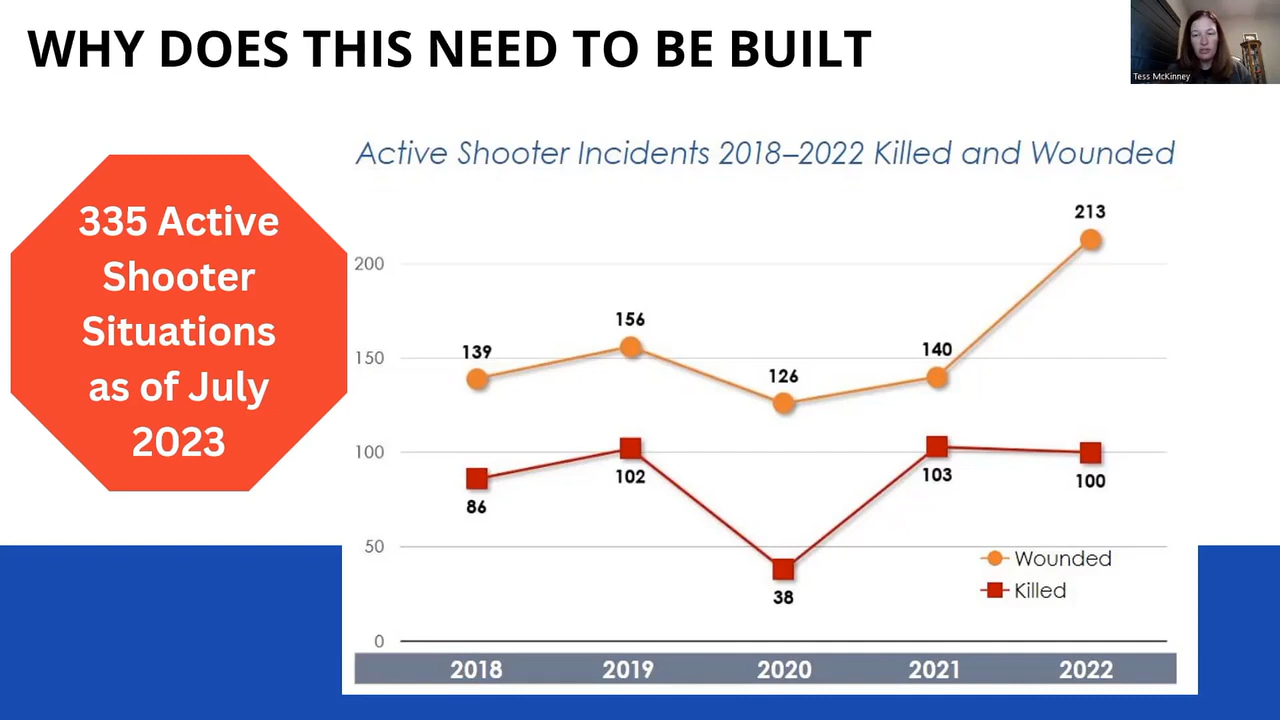 WHY DOES THIS NEED TO BE BUILT
Tess McKinney
335 Active
Shooter
Situations
as of July
2023
Active Shooter Incidents 2018–2022 Killed and Wounded
213
200
156
139
150
140
126
100
102
103
100
86
50
Wounded
Killed
38
0
2018 2019 2020 2021 2022